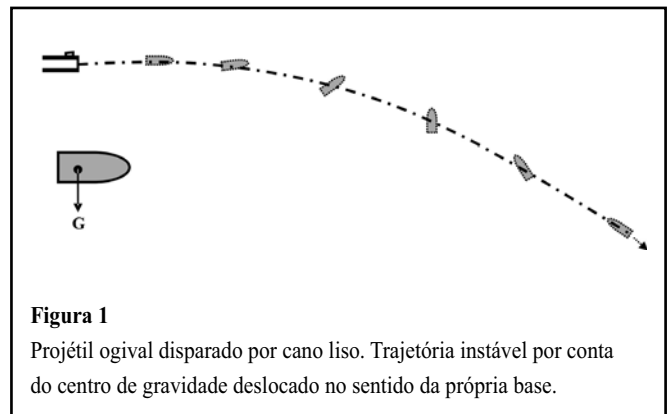 G
Figura 1
Projétil ogival disparado por cano liso. Trajetória instável por conta
do centro de gravidade deslocado no sentido da própria base.